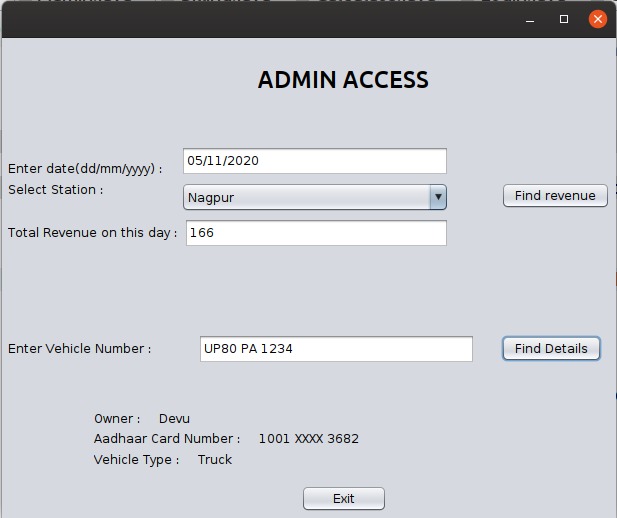 ADMIN ACCESS
Enter date(dd/mm/yyyy) : 05/11/2020
Select Station : Nagpur Find revenue
Total Revenue on this day : 166
Enter Vehicle Number : UP80 PA 1234 Find Details
Owner : Devu
Aadhaar Card Number : 1001 XXXX 3682
Vehicle Type : Truck
Exit